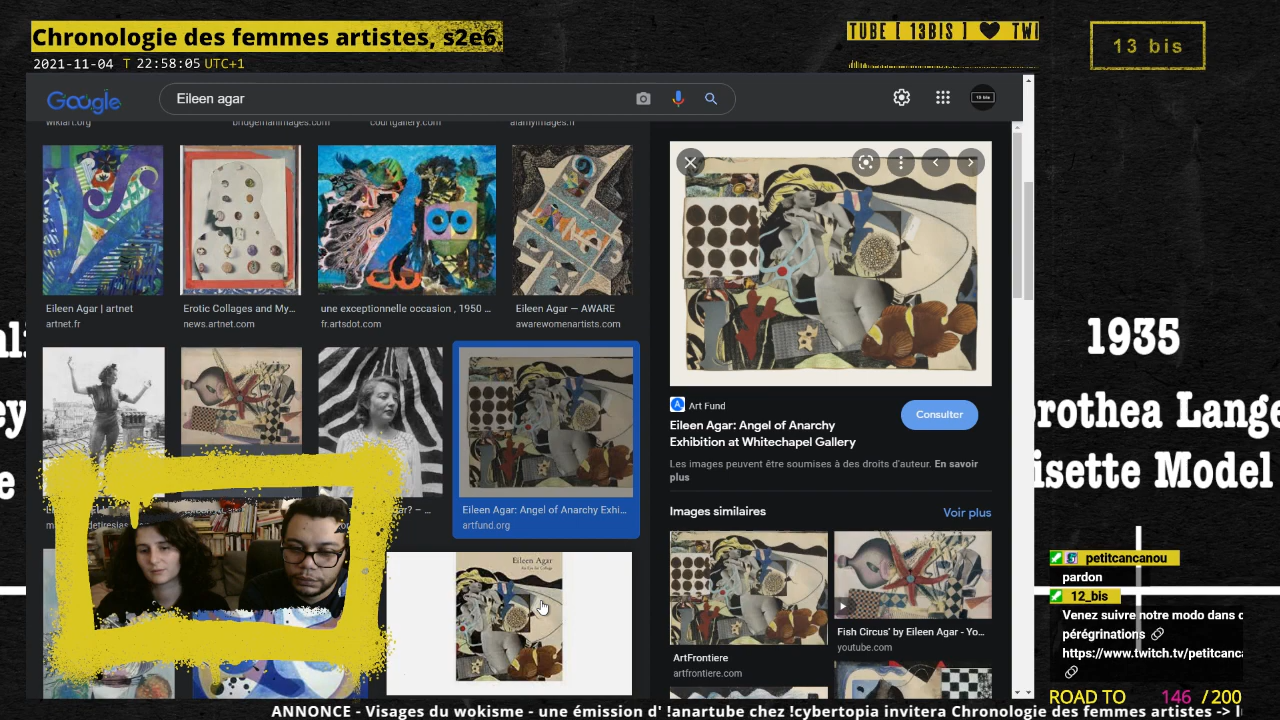 Chronologie des femmes artistes, s2e6.
TUBE [ 13BIS ] ♥ TWI
13 bis
2021-11-04 T 22:58:05 UTC+1
Google
Eileen agar
13 bis
wikiart.org
bridgemanimages.com
courtgallery.com
alamyimages.fr
Eileen Agar | artnet
artnet.fr
Erotic Collages and My...
news.artnet.com
une exceptionnelle occasion , 1950 ...
fr.artsdot.com
Eileen Agar — AWARE
awarewomenartists.com
Art Fund
Eileen Agar: Angel of Anarchy
Exhibition at Whitechapel Gallery
Consulter
Les images peuvent être soumises à des droits d'auteur. En savoir
plus
Eileen Agar: Angel of Anarchy Exhi...
artfund.org
Images similaires
Voir plus
Eileen Agar
ArtFrontiere
artfrontiere.com
Fish Circus' by Eileen Agar - Yo...
youtube.com
1935
rothea Lange
isette Model
ey
e
petitcancanou
pardon
12_bis
Venez suivre notre modo dans c
pérégrinations
https://www.twitch.tv/petitcanc
ROAD TO 146 / 200
ANNONCE - Visages du wokisme - une émission d' !anartube chez !cybertopia invitera Chronologie des femmes artistes -> l